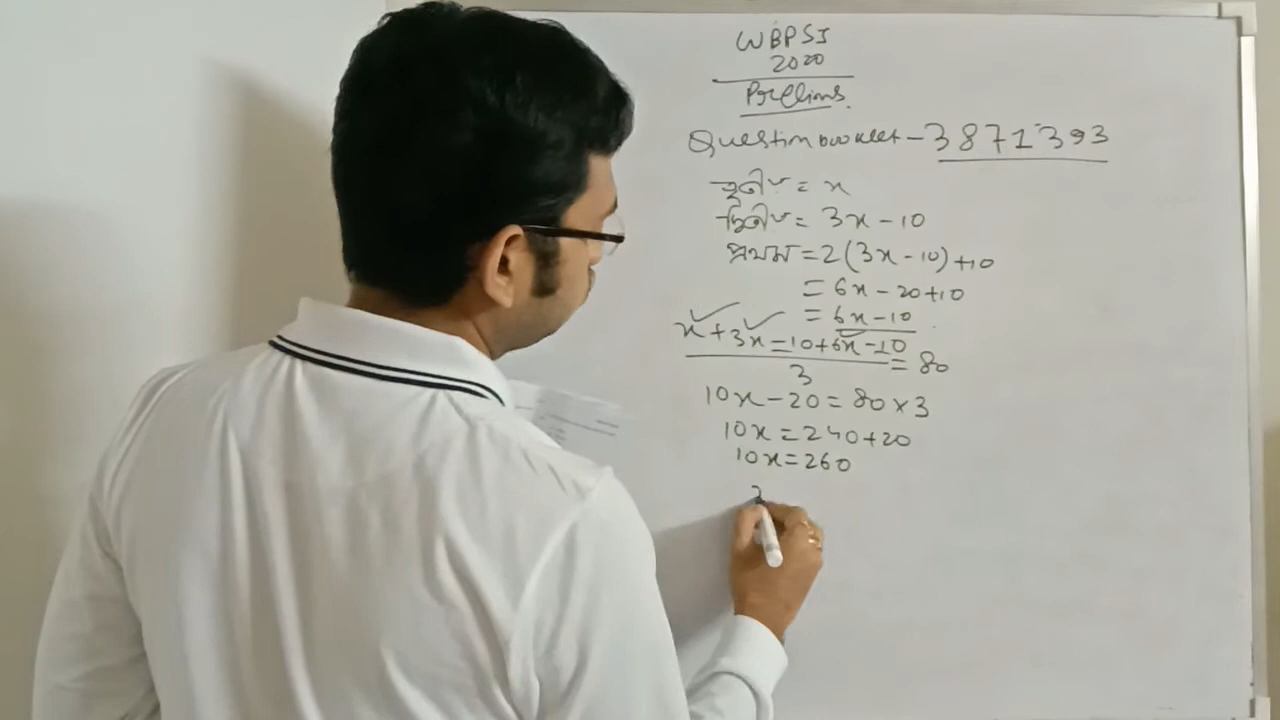 WBPSI
2020
Prelims.
Question booklet - 3871393
তৃতীয় = x
দ্বিতীয় = 3x - 10
প্রথম = 2(3x - 10) + 10
= 6x - 20 + 10
= 6x - 10
x + 3x - 10 + 6x - 10
3
= 80
10x - 20 = 80 x 3
10x = 240 + 20
10x = 260